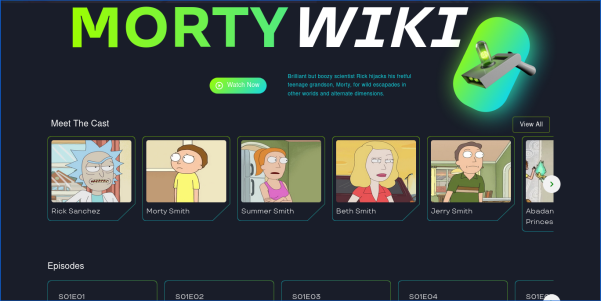 MORTY WIKI
Watch Now
Brilliant but boozy scientist Rick hijacks his fretful
teenage grandson, Morty, for wild escapades in
other worlds and alternate dimensions.
Meet The Cast
View All
Rick Sanchez
Morty Smith
Summer Smith
Beth Smith
Jerry Smith
Abadan
Princes
Episodes
S01E01
S01E02
S01E03
S01E04
S01E